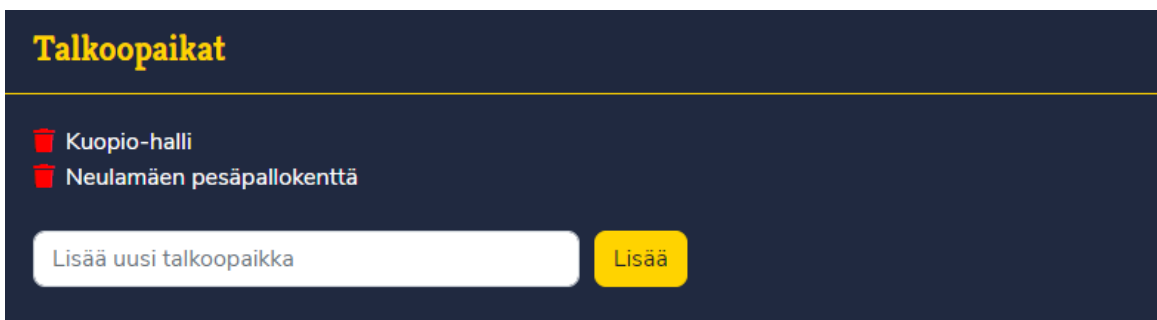 Talkoopaikat
Kuopio-halli
Neulamäen pesäpallokenttä
Lisää uusi talkoopaikka Lisää